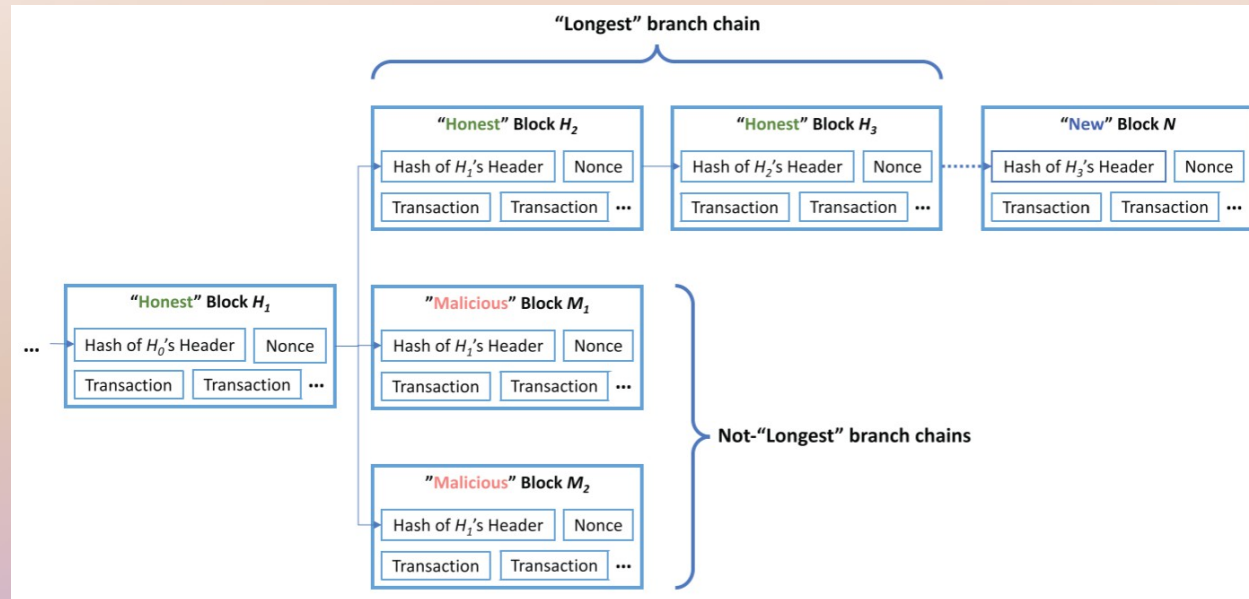 “Longest” branch chain
“Honest” Block H2
Hash of H1’s Header Nonce
Transaction Transaction ...
“Honest” Block H3
Hash of H2’s Header Nonce
Transaction Transaction ...
“New” Block N
Hash of H3’s Header Nonce
Transaction Transaction ...
“Honest” Block H1
... Hash of H0’s Header Nonce
Transaction Transaction ...
”Malicious” Block M1
Hash of H1’s Header Nonce
Transaction Transaction ...
Not-“Longest” branch chains
”Malicious” Block M2
Hash of H1’s Header Nonce
Transaction Transaction ...